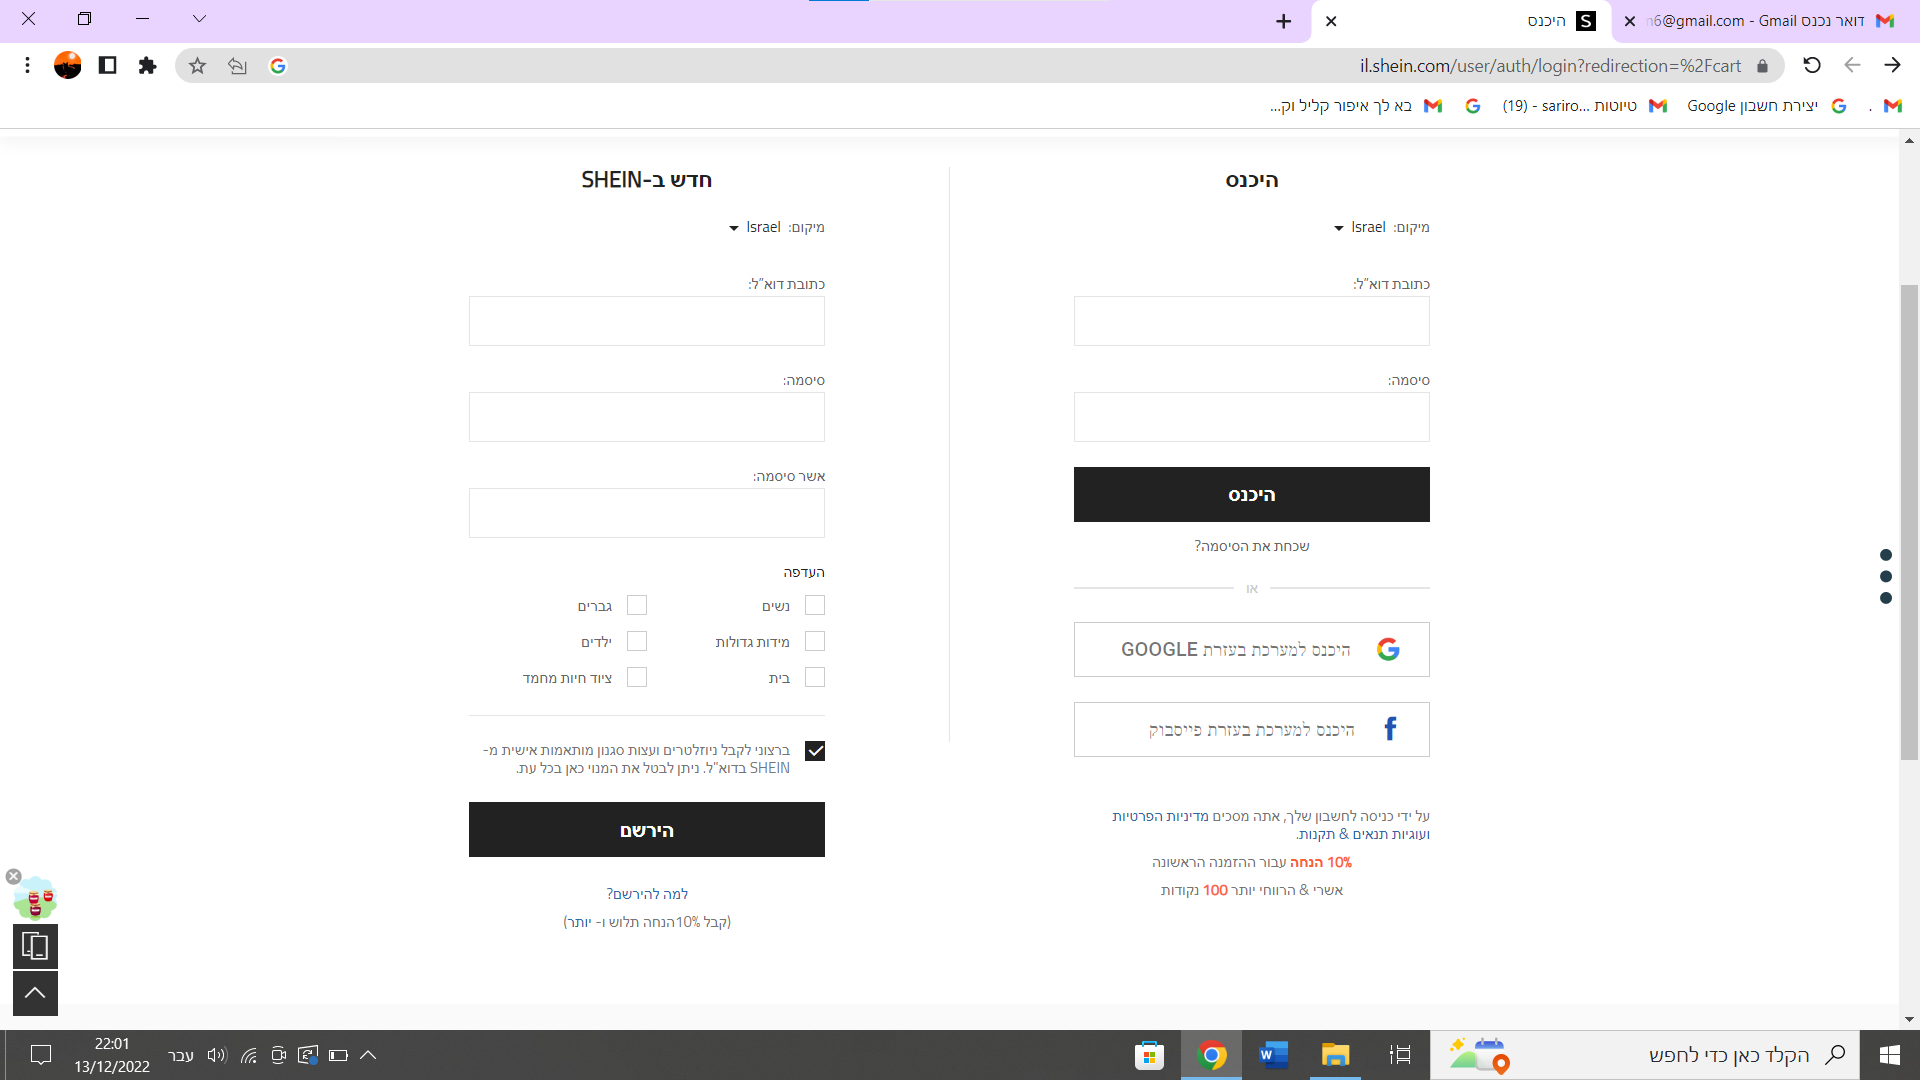 דואר נכנס m6@gmail.com - Gmail
היכנס
il.shein.com/user/auth/login?redirection=%2Fcart
.
יצירת חשבון Google
טיוטות ...sariro - (19)
בא לך איפור קליל וק...
היכנס
מיקום: Israel
כתובת דוא"ל:
סיסמה:
היכנס
שכחת את הסיסמה?
או
היכנס למערכת בעזרת GOOGLE
היכנס למערכת בעזרת פייסבוק
על ידי כניסה לחשבון שלך, אתה מסכים מדיניות הפרטיות
ועוגיות תנאים & תקנות.
10% הנחה עבור ההזמנה הראשונה
אשרי & הרווחי יותר 100 נקודות
חדש ב-SHEIN
מיקום: Israel
כתובת דוא"ל:
סיסמה:
אשר סיסמה:
העדפה
נשים גברים
מידות גדולות ילדים
בית ציוד חיות מחמד
ברצוני לקבל ניוזלטרים ועצות סגנון מותאמות אישית מ-
SHEIN בדוא"ל. ניתן לבטל את המנוי כאן בכל עת.
הירשם
למה להירשם?
(קבל 10%הנחה תלוש ו- יותר)
הקלד כאן כדי לחפש
עבר
22:01
13/12/2022